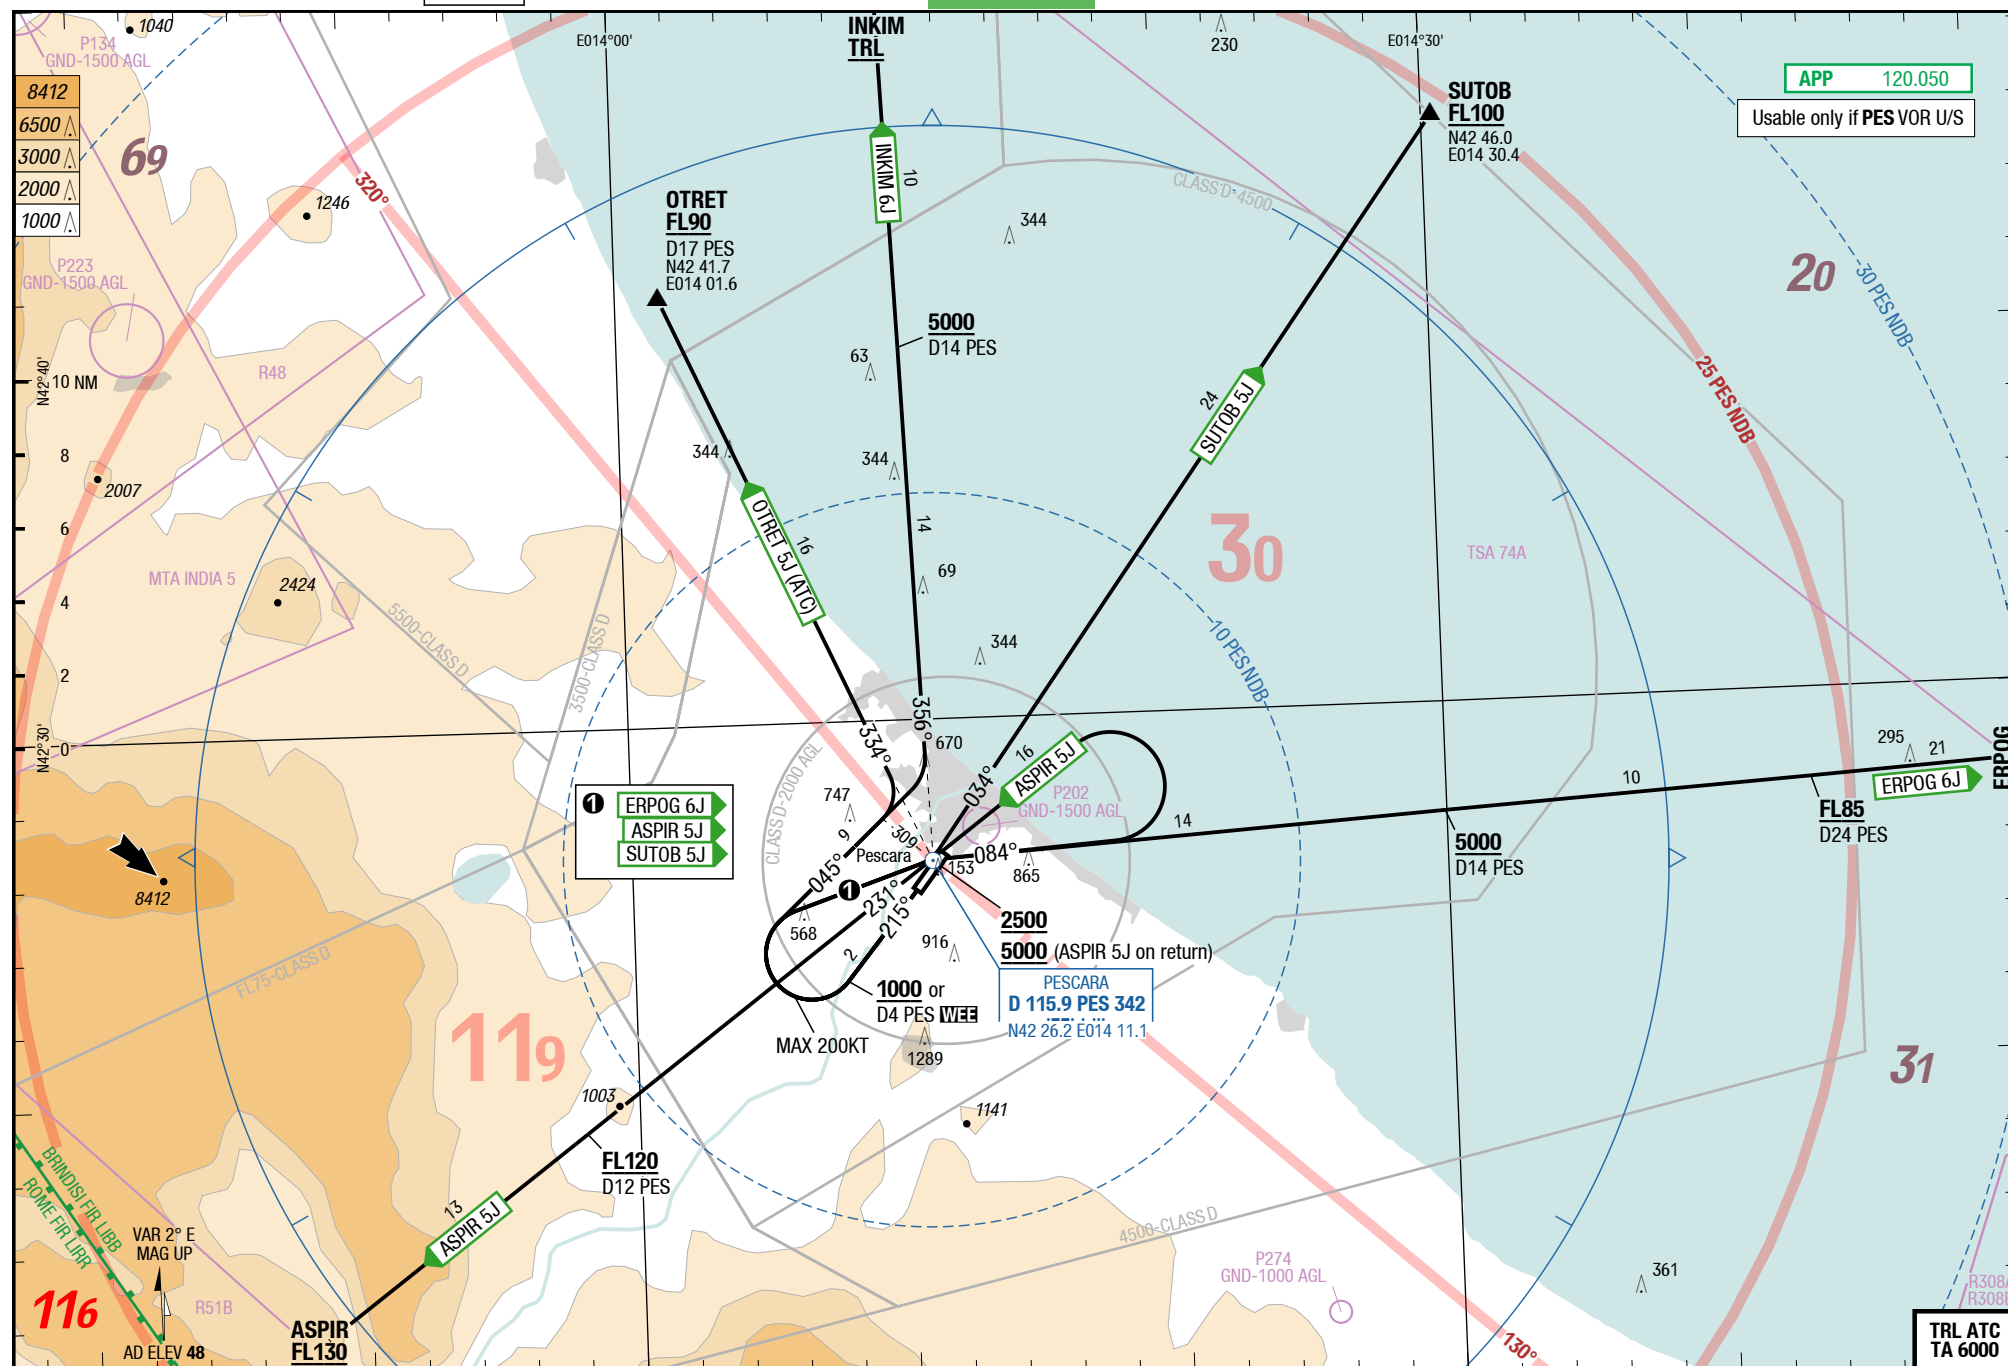 1040
P134
GND-1500 AGL
E014°00'
INKIM
TRL
230
E014°30'
SUTOB
FL100
N42 46.0
E014 30.4
APP 120.050
Usable only if PES VOR U/S
8412
6500
3000
2000
1000
69
320°
1246
P223
GND-1500 AGL
OTRET
FL90
D17 PES
N42 41.7
E014 01.6
INKIM 6J
10
344
CLASS D-4500
20
30 PES NDB
5000
D14 PES
63
25 PES NDB
N42°40'
10 NM
8
6
4
2
0
R48
2007
344
344
24
SUTOB 5J
OTRET 5J (ATC)
16
14
30
TSA 74A
MTA INDIA 5
2424
5500-CLASS D
3500-CLASS D
69
344
10 PES NDB
N42°30'
356°
334°
670
034°
16
ASPIR 5J
P202
GND-1500 AGL
295
21
ERPOG
ERPOG 6J
10
FL85
D24 PES
14
5000
D14 PES
1
ERPOG 6J
ASPIR 5J
SUTOB 5J
747
CLASS D-2000 AGL
9
309
Pescara
084°
153
865
045°
1
231°
215°
568
2
916
2500
5000 (ASPIR 5J on return)
PESCARA
D 115.9 PES 342
N42 26.2 E014 11.1
1000 or
D4 PES WEE
MAX 200KT
1289
8412
FL75-CLASS D
119
31
1003
1141
FL120
D12 PES
13
ASPIR 5J
4500-CLASS D
P274
GND-1000 AGL
361
130°
BRINDISI FIR LIBB
ROME FIR LIRR
VAR 2° E
MAG UP
116
R51B
AD ELEV 48
ASPIR
FL130
TRL ATC
TA 6000